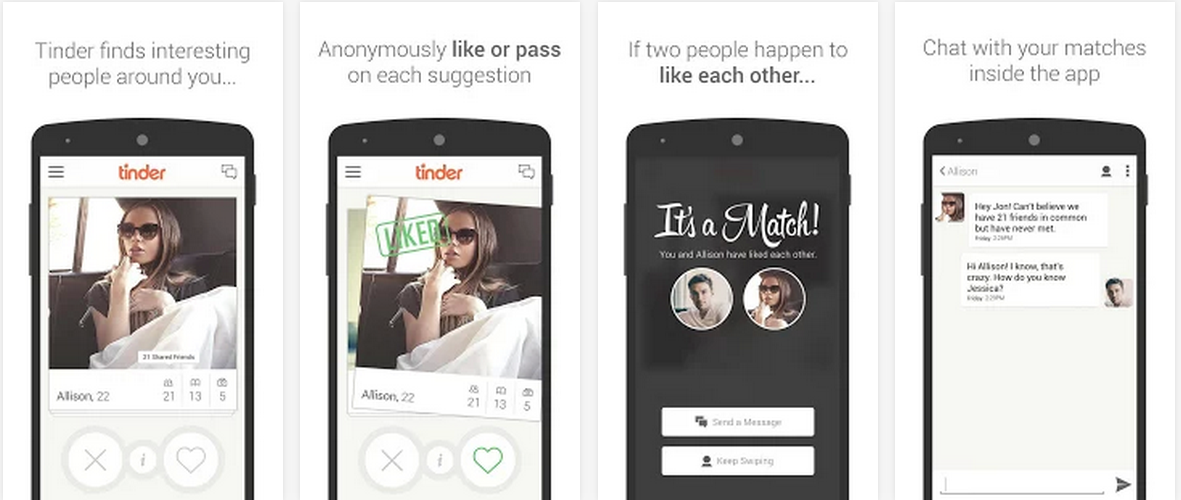 Tinder finds interesting
people around you...
tinder
21 Shared Friends
Allison, 22
21
13
5
i
Anonymously like or pass
on each suggestion
tinder
LIKED
Allison, 22
21
13
5
i
If two people happen to
like each other...
It's a Match!
You and Allison have liked each other.
Send a Message
Keep Swiping
Chat with your matches
inside the app
Allison
Hey Jon! Can't believe we
have 21 friends in common
but have never met.
Friday 2:29PM
Hi Allison! I know, that's
crazy. How do you know
Jessica?
Friday 2:29PM